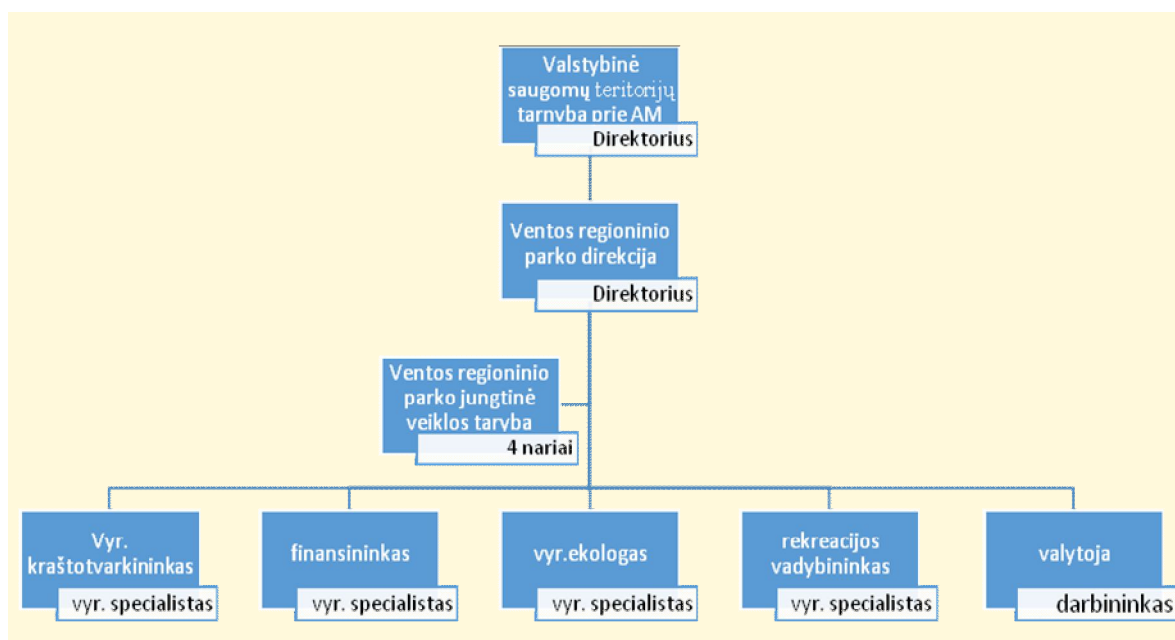 Valstybinė
saugomų teritorijų
tarnyba prie AM
Direktorius
Ventos regioninio
parko direkcija
Direktorius
Ventos regioninio
parko jungtinė
veiklos taryba
4 nariai
Vyr.
kraštotvarkininkas
vyr. specialistas
finansininkas
vyr. specialistas
vyr.ekologas
vyr. specialistas
rekreacijos
vadybininkas
vyr. specialistas
valytoja
darbininkas